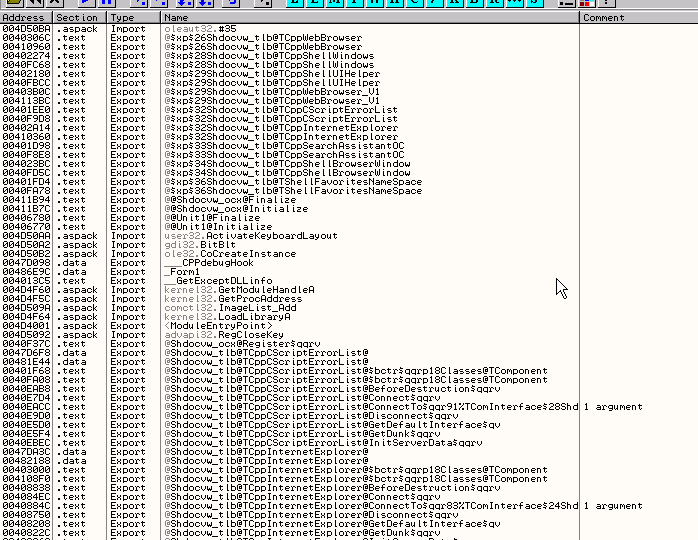 L E M T W H C / K B R ... S
Address Section Type Name Comment
004D50BA .aspack Import oleaut32.#35
0040306C .text Export @$xp$26Shdocvw_tlb@TCppWebBrowser
00410960 .text Export @$xp$26Shdocvw_tlb@TCppWebBrowser
00402274 .text Export @$xp$28Shdocvw_tlb@TCppShellWindows
0040FC68 .text Export @$xp$28Shdocvw_tlb@TCppShellWindows
00402180 .text Export @$xp$29Shdocvw_tlb@TCppShellUIHelper
0040FBCC .text Export @$xp$29Shdocvw_tlb@TCppShellUIHelper
00403B0C .text Export @$xp$29Shdocvw_tlb@TCppWebBrowser_V1
004113BC .text Export @$xp$29Shdocvw_tlb@TCppWebBrowser_V1
00401EE0 .text Export @$xp$32Shdocvw_tlb@TCppCScriptErrorList
0040F9D8 .text Export @$xp$32Shdocvw_tlb@TCppCScriptErrorList
00402A14 .text Export @$xp$32Shdocvw_tlb@TCppInternetExplorer
00410360 .text Export @$xp$32Shdocvw_tlb@TCppInternetExplorer
00401D98 .text Export @$xp$33Shdocvw_tlb@TCppSearchAssistantOC
0040F8E8 .text Export @$xp$33Shdocvw_tlb@TCppSearchAssistantOC
004023BC .text Export @$xp$34Shdocvw_tlb@TCppShellBrowserWindow
0040FD5C .text Export @$xp$34Shdocvw_tlb@TCppShellBrowserWindow
00401FD4 .text Export @$xp$36Shdocvw_tlb@TShellFavoritesNameSpace
0040FA78 .text Export @$xp$36Shdocvw_tlb@TShellFavoritesNameSpace
00411B94 .text Export @@Shdocvw_ocx@Finalize
00411B7C .text Export @@Shdocvw_ocx@Initialize
00406780 .text Export @@Unit1@Finalize
00406770 .text Export @@Unit1@Initialize
004D50AA .aspack Import user32.ActivateKeyboardLayout
004D50A2 .aspack Import gdi32.BitBlt
004D50B2 .aspack Import ole32.CoCreateInstance
0047D098 .data Export ___CPPdebugHook
00486E9C .data Export _Form1
004013C5 .text Export __GetExceptDLLinfo
004D4F60 .aspack Import kernel32.GetModuleHandleA
004D4F5C .aspack Import kernel32.GetProcAddress
004D509A .aspack Import comctl32.ImageList_Add
004D4F64 .aspack Import kernel32.LoadLibraryA
004D4001 .aspack Export <ModuleEntryPoint>
004D5092 .aspack Import advapi32.RegCloseKey
0040F37C .text Export @Shdocvw_ocx@Register$qqrv
0047D6F8 .data Export @Shdocvw_tlb@TCppCScriptErrorList@
00481E44 .data Export @Shdocvw_tlb@TCppCScriptErrorList@
00401F68 .text Export @Shdocvw_tlb@TCppCScriptErrorList@$bctr$qqrp18Classes@TComponent
0040FA08 .text Export @Shdocvw_tlb@TCppCScriptErrorList@$bctr$qqrp18Classes@TComponent
0040EAB8 .text Export @Shdocvw_tlb@TCppCScriptErrorList@BeforeDestruction$qqrv
0040E7D4 .text Export @Shdocvw_tlb@TCppCScriptErrorList@Connect$qqrv
0040EACC .text Export @Shdocvw_tlb@TCppCScriptErrorList@ConnectTo$qqr91%TComInterface$28Shd 1 argument
0040E9D0 .text Export @Shdocvw_tlb@TCppCScriptErrorList@Disconnect$qqrv
0040E5D0 .text Export @Shdocvw_tlb@TCppCScriptErrorList@GetDefaultInterface$qv
0040E5F4 .text Export @Shdocvw_tlb@TCppCScriptErrorList@GetDunk$qqrv
0040EBEC .text Export @Shdocvw_tlb@TCppCScriptErrorList@InitServerData$qqrv
0047DA3C .data Export @Shdocvw_tlb@TCppInternetExplorer@
00482188 .data Export @Shdocvw_tlb@TCppInternetExplorer@
00403000 .text Export @Shdocvw_tlb@TCppInternetExplorer@$bctr$qqrp18Classes@TComponent
004108F0 .text Export @Shdocvw_tlb@TCppInternetExplorer@$bctr$qqrp18Classes@TComponent
00408838 .text Export @Shdocvw_tlb@TCppInternetExplorer@BeforeDestruction$qqrv
004084EC .text Export @Shdocvw_tlb@TCppInternetExplorer@Connect$qqrv
0040884C .text Export @Shdocvw_tlb@TCppInternetExplorer@ConnectTo$qqr83%TComInterface$24Shd 1 argument
00408750 .text Export @Shdocvw_tlb@TCppInternetExplorer@Disconnect$qqrv
00408208 .text Export @Shdocvw_tlb@TCppInternetExplorer@GetDefaultInterface$qv
0040822C .text Export @Shdocvw_tlb@TCppInternetExplorer@GetDunk$qqrv